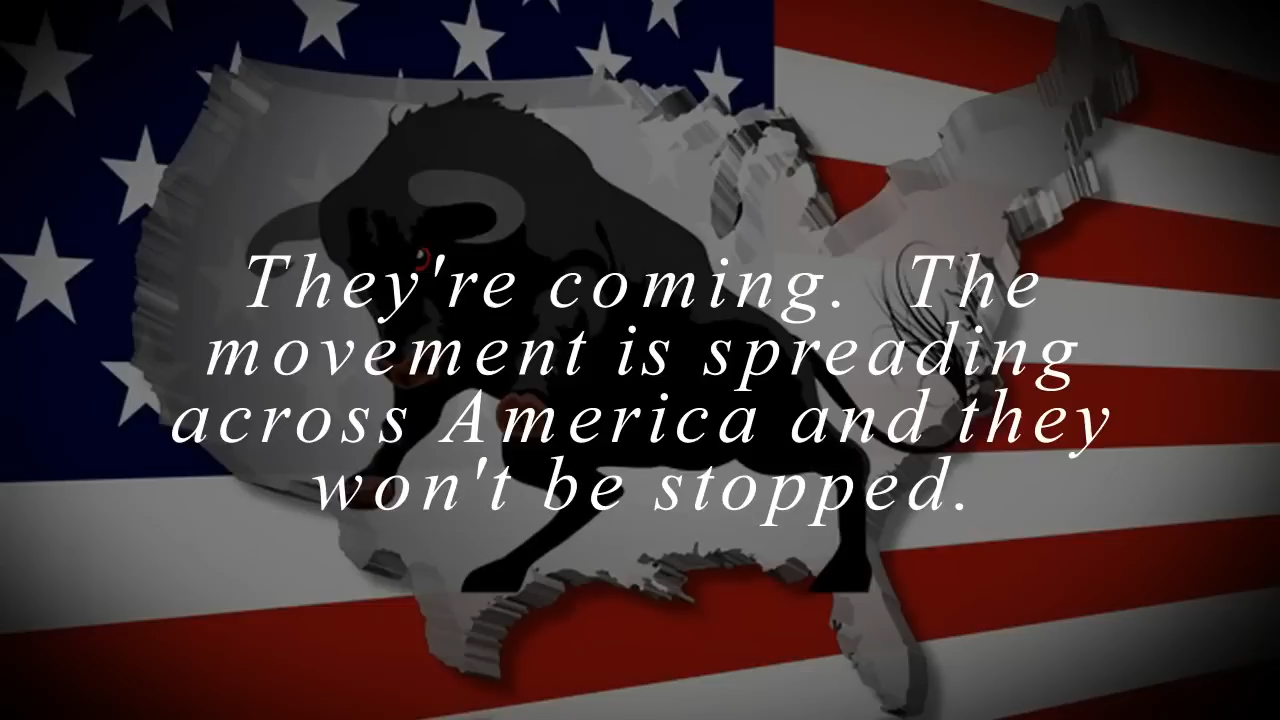 They're coming.  The
movement is spreading
across America and they
won't be stopped.